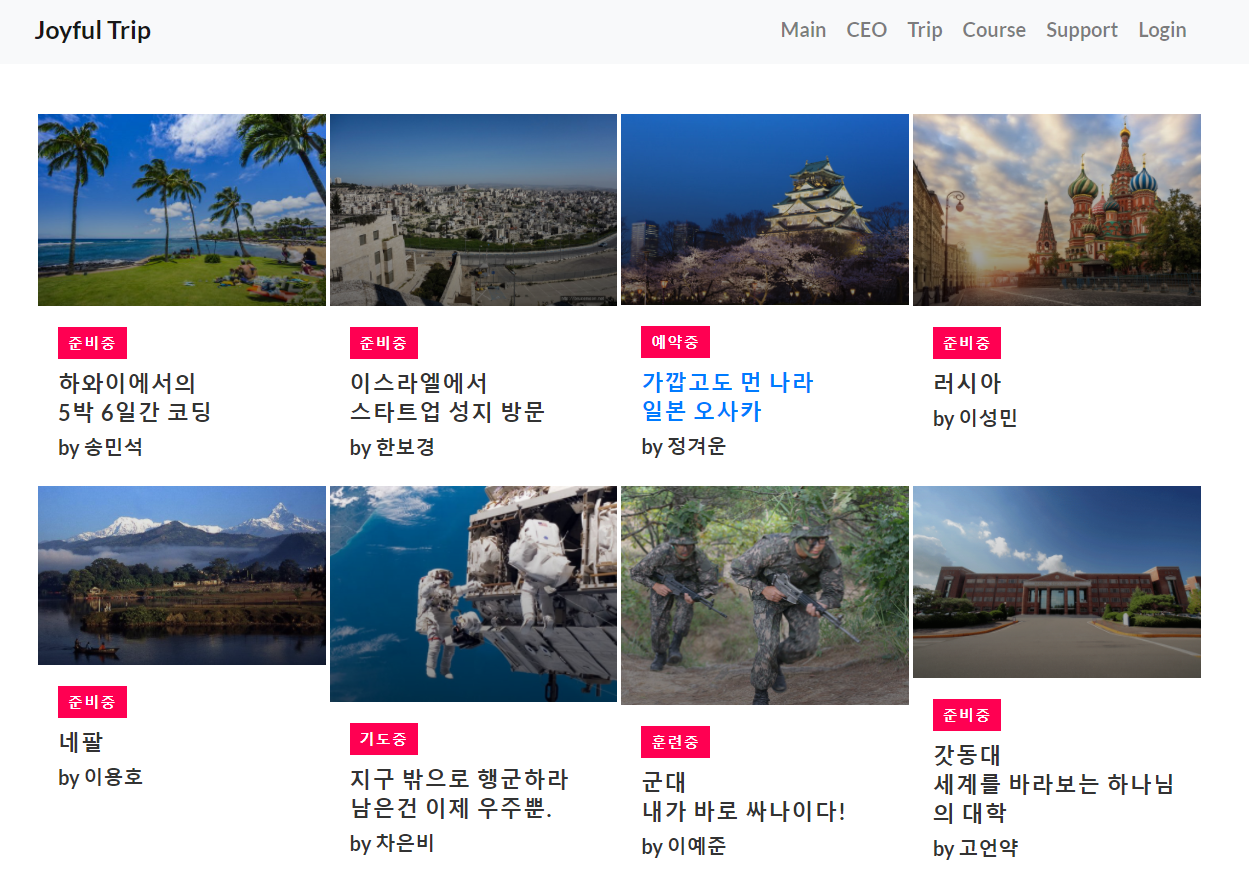 Joyful Trip
Main CEO Trip Course Support Login
준비중
하와이에서의
5박 6일간 코딩
by 송민석
준비중
이스라엘에서
스타트업 성지 방문
by 한보경
예약중
가깝고도 먼 나라
일본 오사카
by 정겨운
준비중
러시아
by 이성민
준비중
네팔
by 이용호
기도중
지구 밖으로 행군하라
남은건 이제 우주뿐.
by 차은비
훈련중
군대
내가 바로 싸나이다!
by 이예준
준비중
갓동대
세계를 바라보는 하나님
의 대학
by 고언약